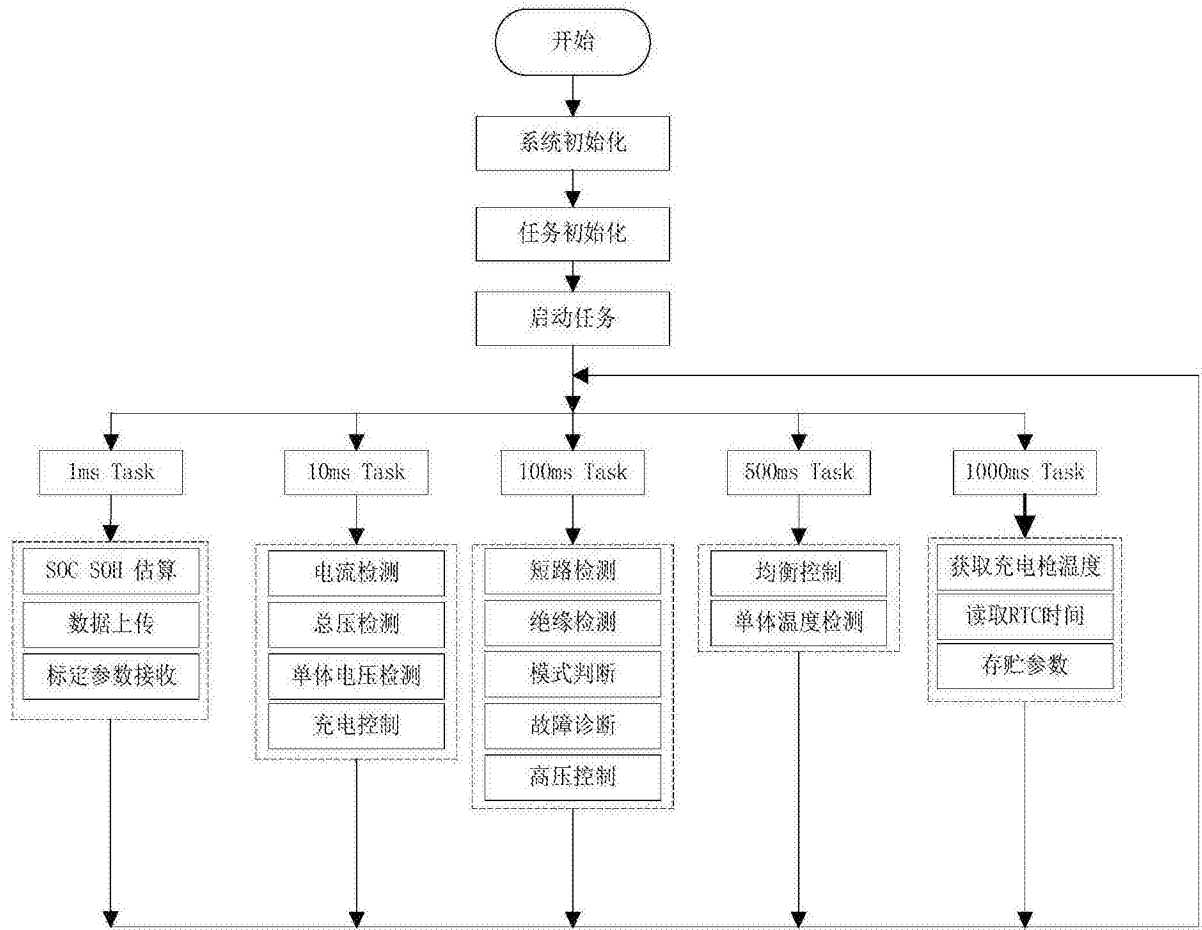 开始
系统初始化
任务初始化
启动任务
1ms Task
10ms Task
100ms Task
500ms Task
1000ms Task
SOC SOH 估算
数据上传
标定参数接收
电流检测
总压检测
单体电压检测
充电控制
短路检测
绝缘检测
模式判断
故障诊断
高压控制
均衡控制
单体温度检测
获取充电枪温度
读取RTC时间
存贮参数